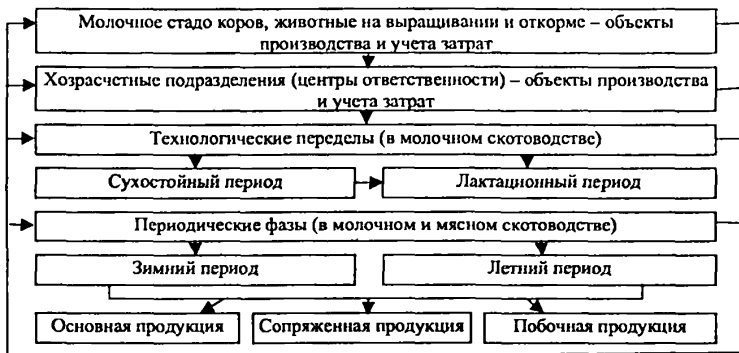 Молочное стадо коров, животные на выращивании и откорме – объекты
производства и учета затрат
Хозрасчетные подразделения (центры ответственности) – объекты производства
и учета затрат
Технологические переделы (в молочном скотоводстве)
Сухостойный период
Лактационный период
Периодические фазы (в молочном и мясном скотоводстве)
Зимний период
Летний период
Основная продукция
Сопряженная продукция
Побочная продукция